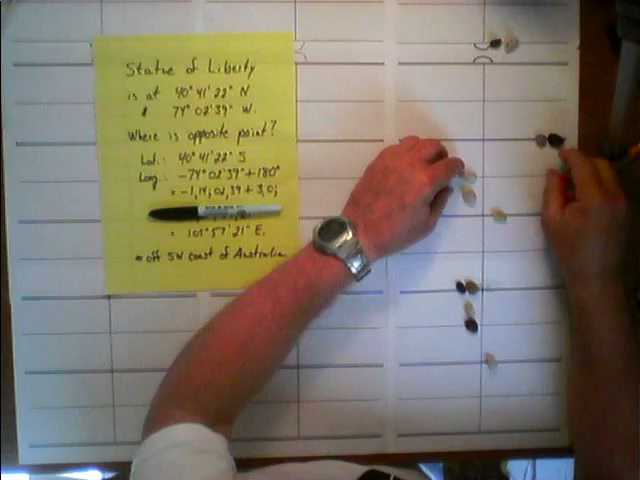 Statue of Liberty
is at 40° 41' 22" N
& 74° 02' 39" W.
Where is opposite point?
Lat.: 40° 41' 22" S
Long.: -74° 02' 39" + 180°
= -1,14; 02, 39 + 3,0;
= 105° 57' 21" E.
off SW coast of Australia